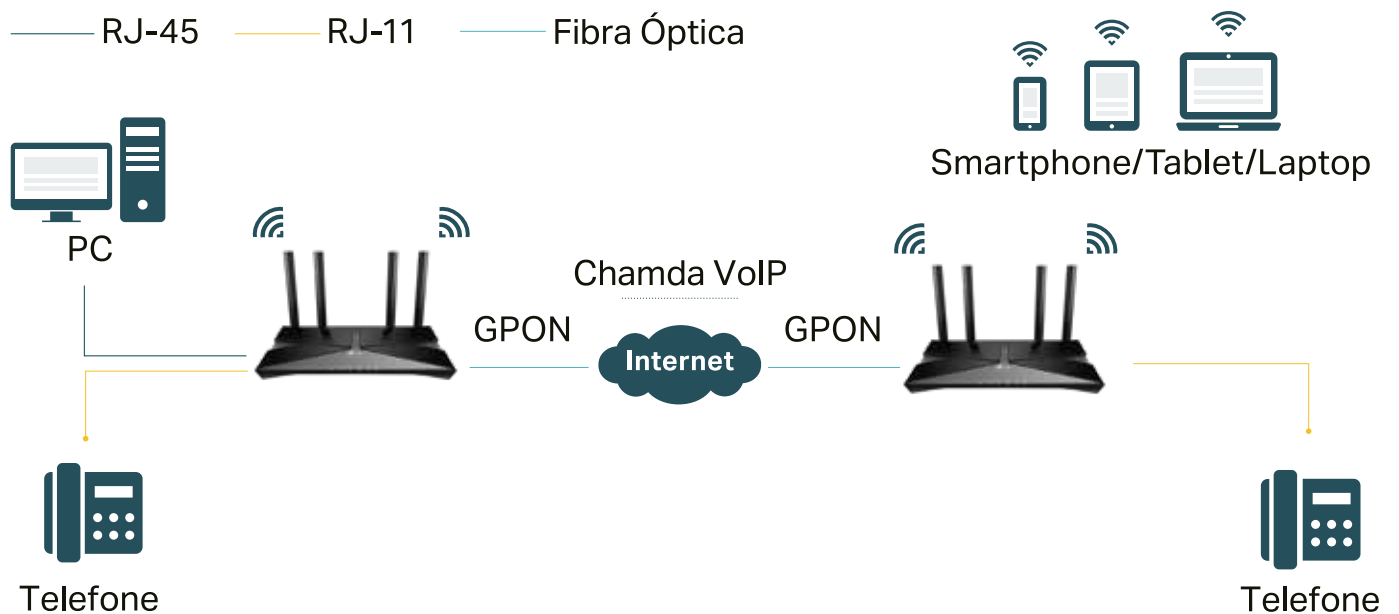 RJ-45
RJ-11
Fibra Óptica
Smartphone/Tablet/Laptop
PC
Chamda VoIP
GPON
Internet
GPON
Telefone
Telefone